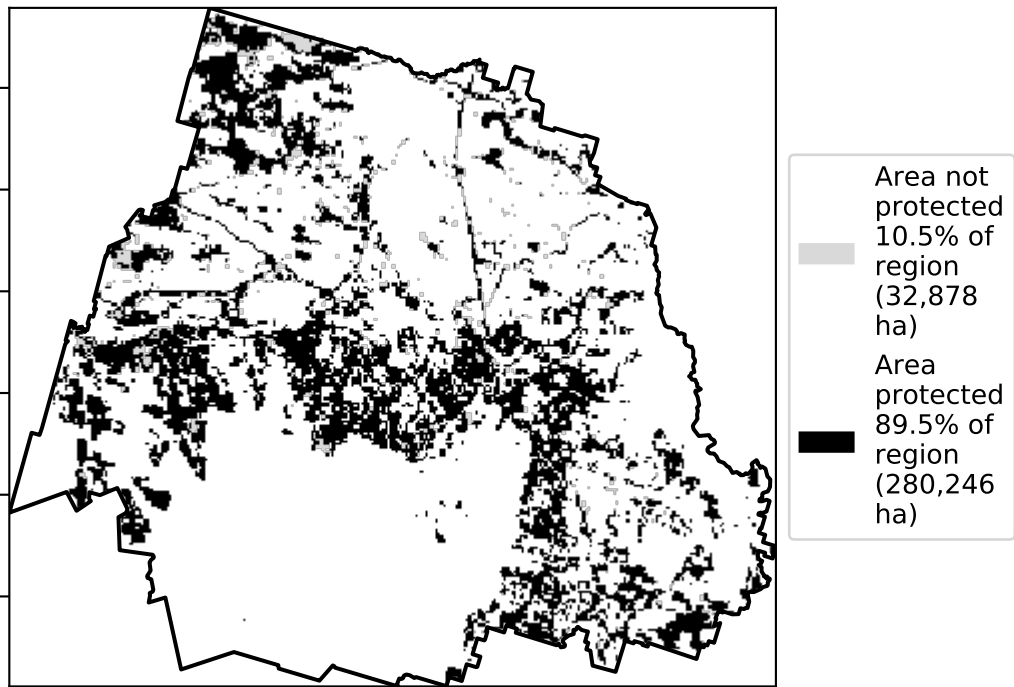 Area not
protected
10.5% of
region
(32,878
ha)
Area
protected
89.5% of
region
(280,246
ha)